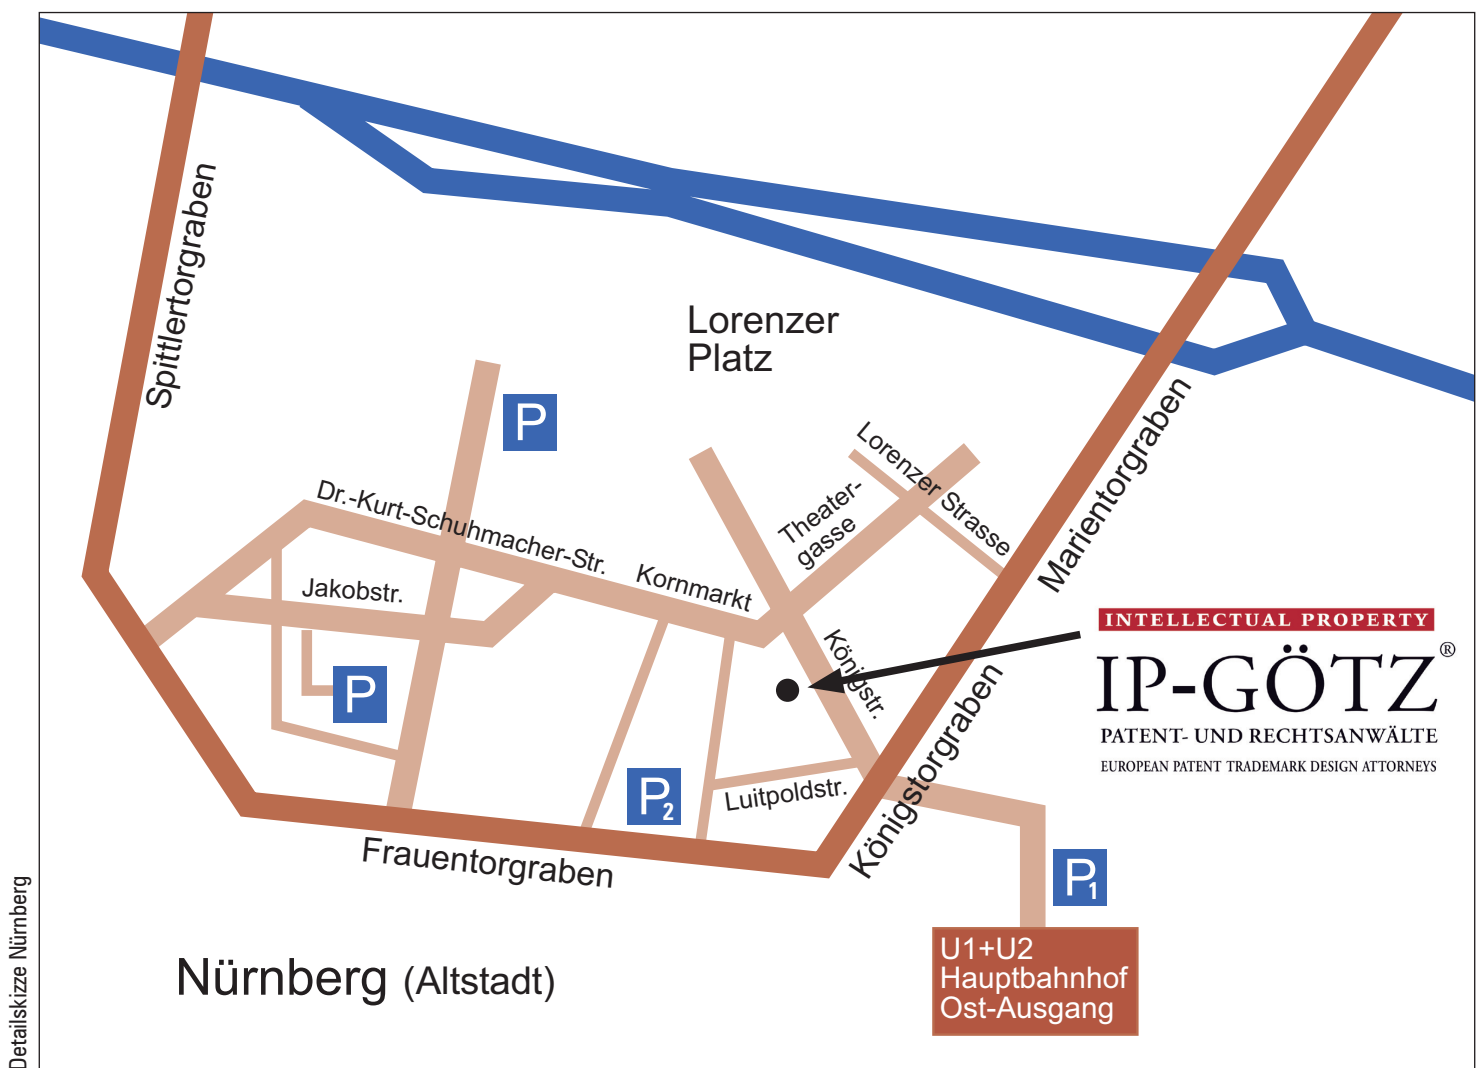 Spittlertorgraben
Lorenzer
Platz
P
Lorenzer Strasse
Theater-
gasse
Marientorgraben
Dr.-Kurt-Schuhmacher-Str.
Kornmarkt
Jakobstr.
Königstr.
P
INTELLECTUAL PROPERTY
IP-GÖTZ®
PATENT- UND RECHTSANWÄLTE
EUROPEAN PATENT TRADEMARK DESIGN ATTORNEYS
Königstorgraben
P2
Luitpoldstr.
Frauentorgraben
P1
U1+U2
Hauptbahnhof
Ost-Ausgang
Nürnberg (Altstadt)
Detailskizze Nürnberg